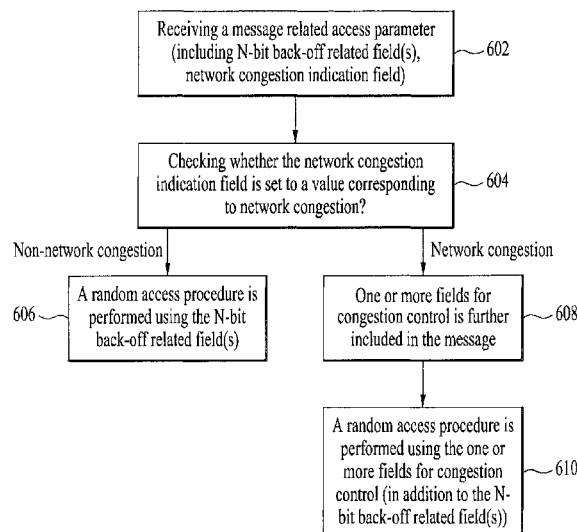 Receiving a message related access parameter
(including N-bit back-off related field(s),
network congestion indication field)
602
Checking whether the network congestion
indication field is set to a value corresponding
to network congestion?
604
Non-network congestion
Network congestion
606
A random access procedure is
performed using the N-bit
back-off related field(s)
One or more fields for
congestion control is further
included in the message
608
A random access procedure is
performed using the one or
more fields for congestion
control (in addition to the N-
bit back-off related field(s))
610